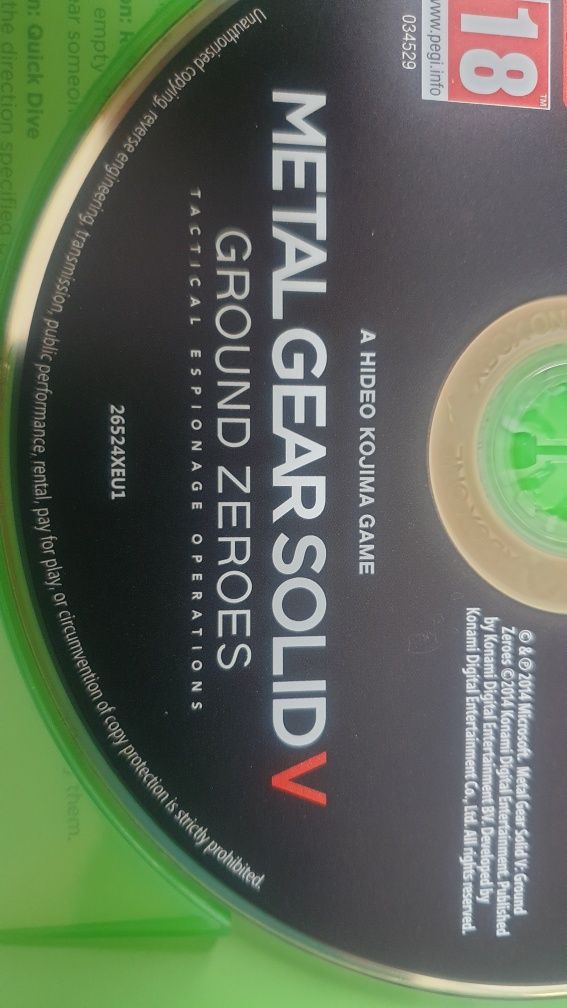 18
TM
www.pegi.info
034529
A HIDEO KOJIMA GAME
METAL GEAR SOLID V
GROUND ZEROES
TACTICAL ESPIONAGE OPERATIONS
26524XEU1
© & ℗ 2014 Microsoft. Metal Gear Solid V: Ground
Zeroes ©2014 Konami Digital Entertainment. Published
by Konami Digital Entertainment BV. Developed by
Konami Digital Entertainment Co., Ltd. All rights reserved.
Unauthorised copying, reverse engineering, transmission, public performance, rental, pay for play, or circumvention of copy protection is strictly prohibited.
empty
n: Quick Dive
the direction specified
them.